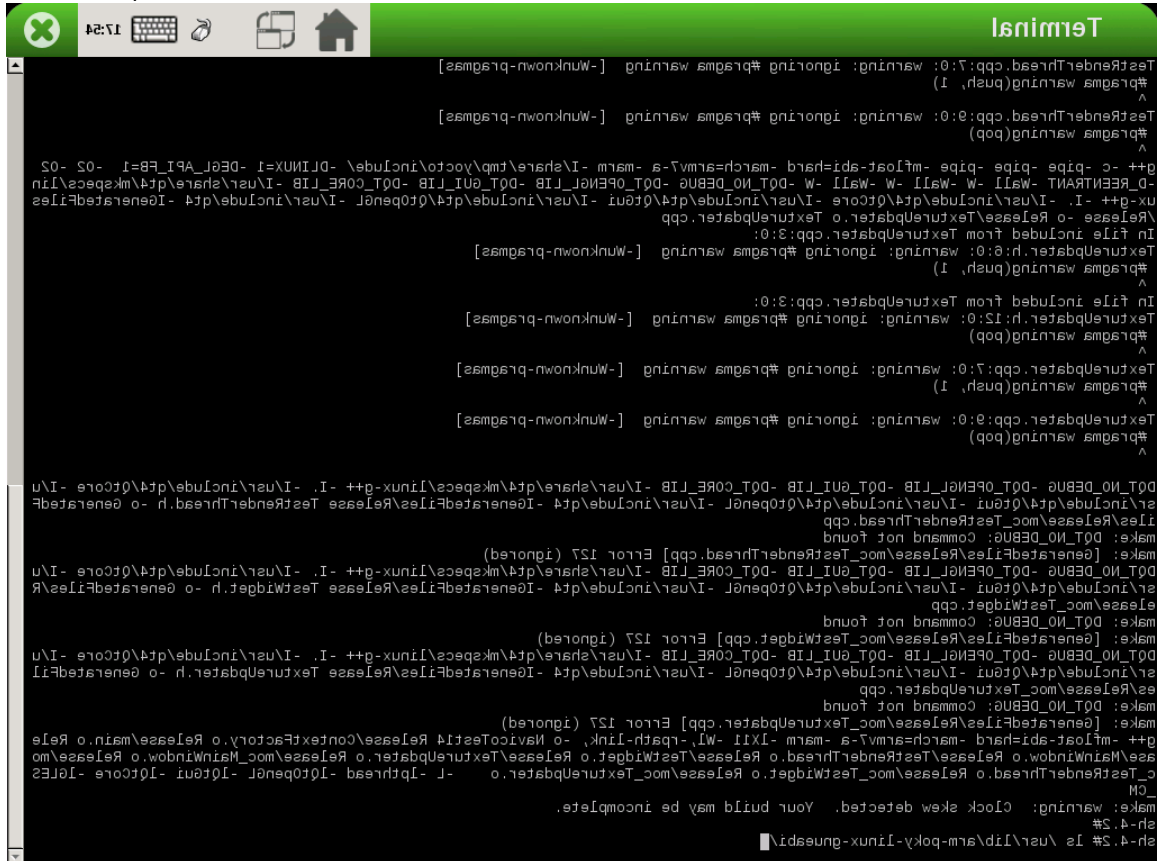 Terminal
17:54
TestRenderThread.cpp:7:0: warning: ignoring #pragma warning  [-Wunknown-pragmas]
 #pragma warning(push, 1)
 ^
TestRenderThread.cpp:9:0: warning: ignoring #pragma warning  [-Wunknown-pragmas]
 #pragma warning(pop)
 ^
g++ -c -pipe -pipe -pipe -mfloat-abi=hard -march=armv7-a -marm -I/share/tmp/yocto/include/ -DLINUX=1 -DEGL_API_FB=1  -O2 -O2
-D_REENTRANT -Wall -W -Wall -W -Wall -W -DQT_NO_DEBUG -DQT_OPENGL_LIB -DQT_GUI_LIB -DQT_CORE_LIB -I/usr/share/qt4/mkspecs/lin
ux-g++ -I. -I/usr/include/qt4/QtCore -I/usr/include/qt4/QtGui -I/usr/include/qt4/QtOpenGL -I/usr/include/qt4 -IGeneratedFiles
/Release -o Release/TextureUpdater.o TextureUpdater.cpp
In file included from TextureUpdater.cpp:3:0:
TextureUpdater.h:6:0: warning: ignoring #pragma warning  [-Wunknown-pragmas]
 #pragma warning(push, 1)
 ^
In file included from TextureUpdater.cpp:3:0:
TextureUpdater.h:12:0: warning: ignoring #pragma warning  [-Wunknown-pragmas]
 #pragma warning(pop)
 ^
TextureUpdater.cpp:7:0: warning: ignoring #pragma warning  [-Wunknown-pragmas]
 #pragma warning(push, 1)
 ^
TextureUpdater.cpp:9:0: warning: ignoring #pragma warning  [-Wunknown-pragmas]
 #pragma warning(pop)
 ^
DQT_NO_DEBUG -DQT_OPENGL_LIB -DQT_GUI_LIB -DQT_CORE_LIB -I/usr/share/qt4/mkspecs/linux-g++ -I. -I/usr/include/qt4/QtCore -I/u
sr/include/qt4/QtGui -I/usr/include/qt4/QtOpenGL -I/usr/include/qt4 -IGeneratedFiles/Release TestRenderThread.h -o GeneratedF
iles/Release/moc_TestRenderThread.cpp
make: DQT_NO_DEBUG: Command not found
make: [GeneratedFiles/Release/moc_TestRenderThread.cpp] Error 127 (ignored)
DQT_NO_DEBUG -DQT_OPENGL_LIB -DQT_GUI_LIB -DQT_CORE_LIB -I/usr/share/qt4/mkspecs/linux-g++ -I. -I/usr/include/qt4/QtCore -I/u
sr/include/qt4/QtGui -I/usr/include/qt4/QtOpenGL -I/usr/include/qt4 -IGeneratedFiles/Release TestWidget.h -o GeneratedFiles/R
elease/moc_TestWidget.cpp
make: DQT_NO_DEBUG: Command not found
make: [GeneratedFiles/Release/moc_TestWidget.cpp] Error 127 (ignored)
DQT_NO_DEBUG -DQT_OPENGL_LIB -DQT_GUI_LIB -DQT_CORE_LIB -I/usr/share/qt4/mkspecs/linux-g++ -I. -I/usr/include/qt4/QtCore -I/u
sr/include/qt4/QtGui -I/usr/include/qt4/QtOpenGL -I/usr/include/qt4 -IGeneratedFiles/Release TextureUpdater.h -o GeneratedFil
es/Release/moc_TextureUpdater.cpp
make: DQT_NO_DEBUG: Command not found
make: [GeneratedFiles/Release/moc_TextureUpdater.cpp] Error 127 (ignored)
g++ -mfloat-abi=hard -march=armv7-a -marm -lX11 -Wl,-rpath-link, -o NavicoTest14 Release/ContextFactory.o Release/main.o Rele
ase/MainWindow.o Release/TestRenderThread.o Release/TestWidget.o Release/TextureUpdater.o Release/moc_MainWindow.o Release/mo
c_TestRenderThread.o Release/moc_TestWidget.o Release/moc_TextureUpdater.o    -L -lpthread -lQtOpenGL -lQtGui -lQtCore -lGLES
_CM
make: warning:  Clock skew detected.  Your build may be incomplete.
sh-4.2#
sh-4.2# ls /usr/lib/arm-poky-linux-gnueabi/